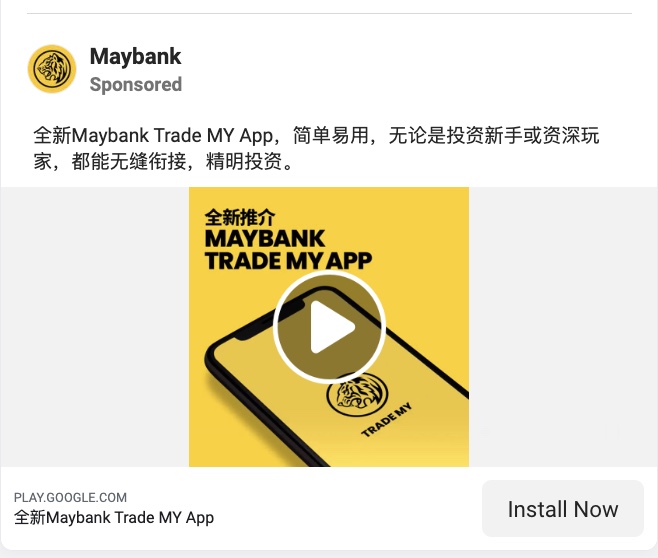 Maybank
Sponsored
全新Maybank Trade MY App，简单易用，无论是投资新手或资深玩
家，都能无缝衔接，精明投资。
全新推介
MAYBANK
TRADE MY APP
TRADE MY
PLAY.GOOGLE.COM
全新Maybank Trade MY App
Install Now